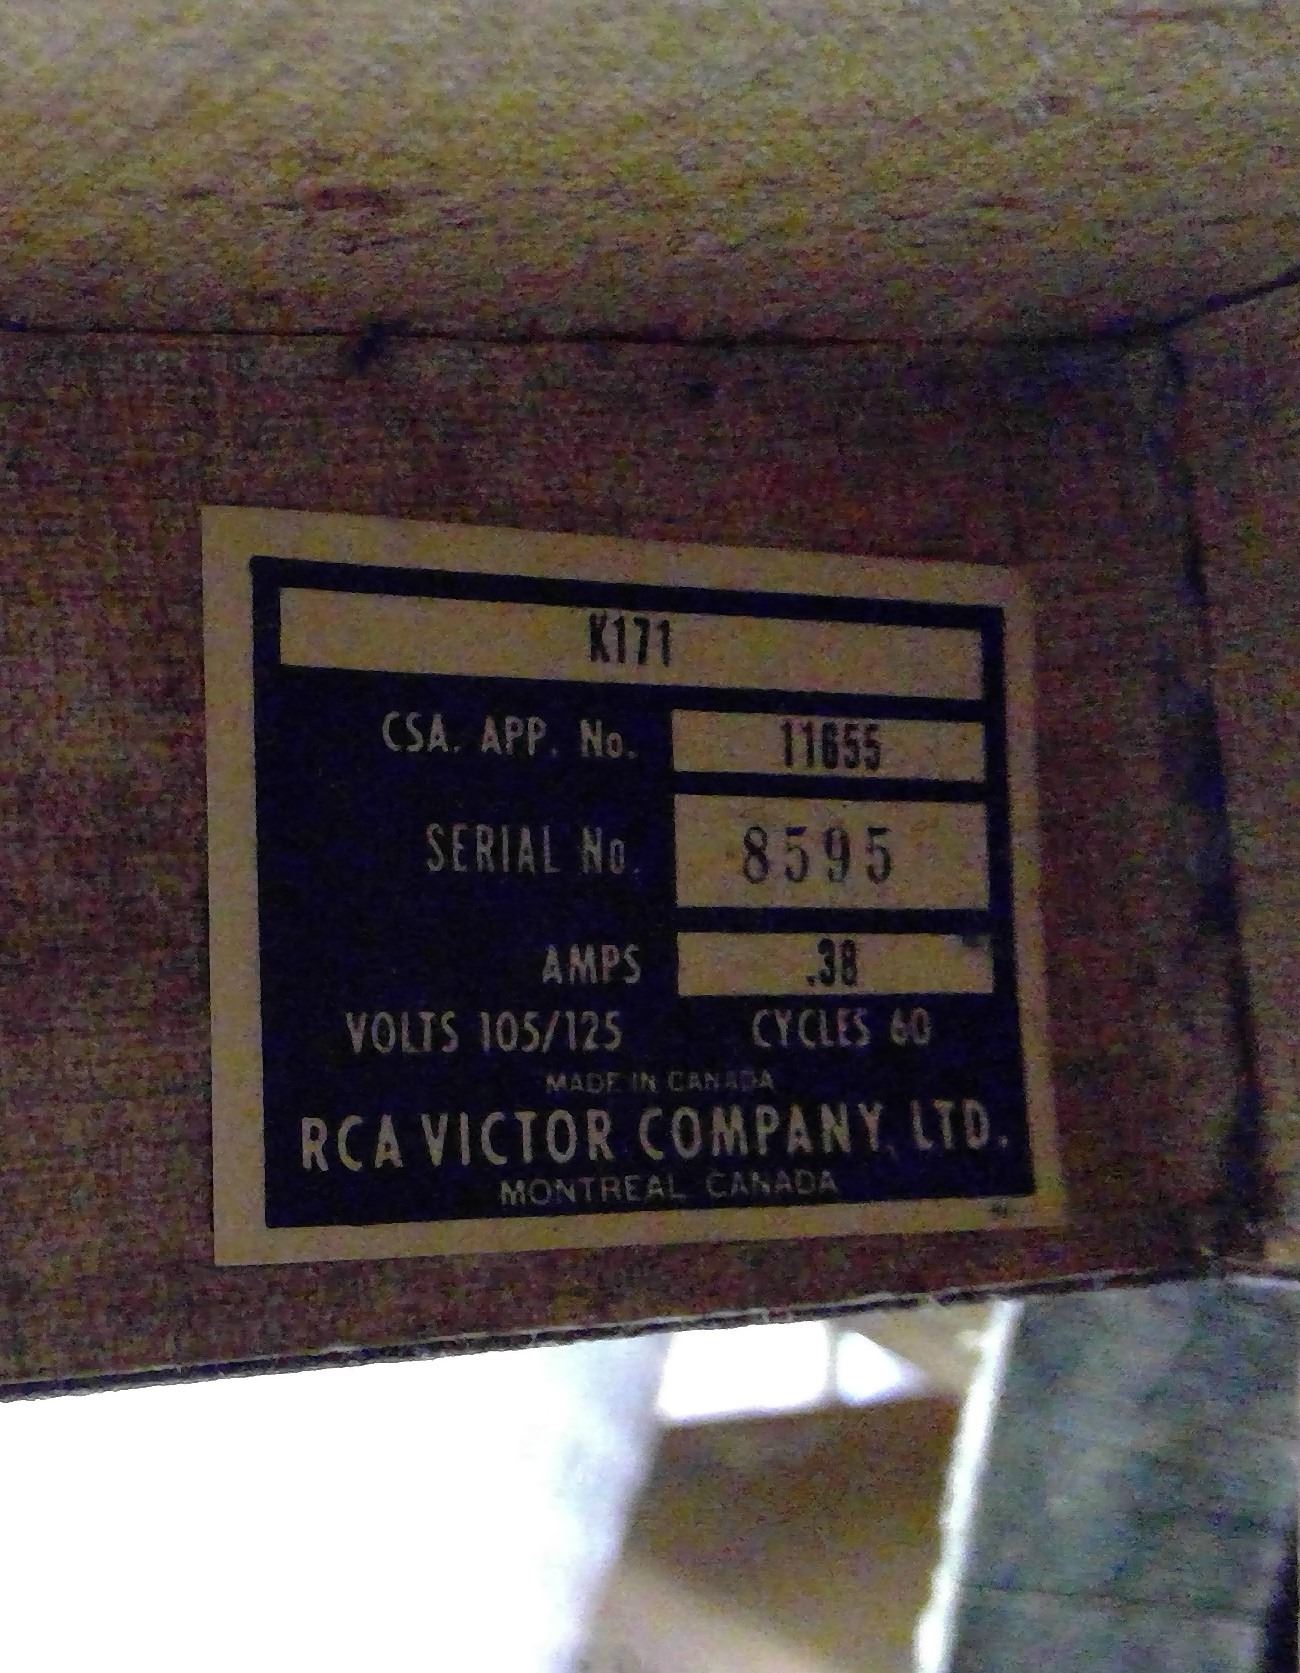 K171
CSA. APP. No. 11655
SERIAL No. 8595
AMPS .38
VOLTS 105/125 CYCLES 60
MADE IN CANADA
RCA VICTOR COMPANY, LTD.
MONTREAL CANADA